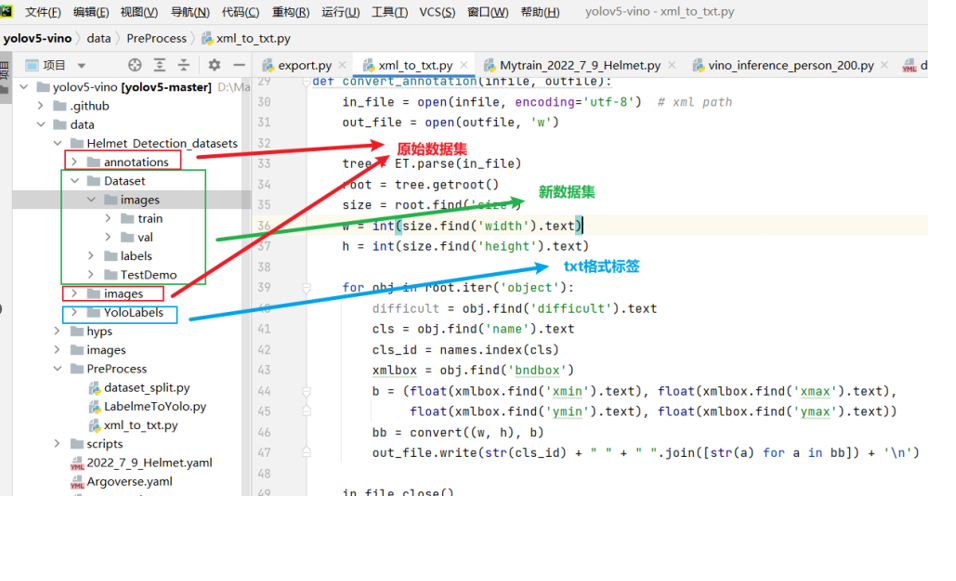 文件(F) 编辑(E) 视图(V) 导航(N) 代码(C) 重构(R) 运行(U) 工具(T) VCS(S) 窗口(W) 帮助(H) yolov5-vino - xml_to_txt.py
yolov5-vino data PreProcess xml_to_txt.py
项目
项目 export.py xml_to_txt.py Mytrain_2022_7_9_Helmet.py vino_inference_person_200.py d
yolov5-vino [yolov5-master] D:\Ma
.github
data
Helmet_Detection_datasets
annotations
Dataset
images
train
val
labels
TestDemo
images
YoloLabels
hyps
images
PreProcess
dataset_split.py
LabelmeToYolo.py
xml_to_txt.py
scripts
2022_7_9_Helmet.yaml
Argoverse.yaml
原始数据集
新数据集
txt格式标签
29 def convert_annotation(infile, outfile):
30 in_file = open(infile, encoding='utf-8') # xml path
31 out_file = open(outfile, 'w')
32
33 tree = ET.parse(in_file)
34 root = tree.getroot()
35 size = root.find('size')
36 w = int(size.find('width').text)
37 h = int(size.find('height').text)
38
39 for obj in root.iter('object'):
40 difficult = obj.find('difficult').text
41 cls = obj.find('name').text
42 cls_id = names.index(cls)
43 xmlbox = obj.find('bndbox')
44 b = (float(xmlbox.find('xmin').text), float(xmlbox.find('xmax').text),
45 float(xmlbox.find('ymin').text), float(xmlbox.find('ymax').text))
46 bb = convert((w, h), b)
47 out_file.write(str(cls_id) + " " + " ".join([str(a) for a in bb]) + '\n')
48
49 in_file.close()